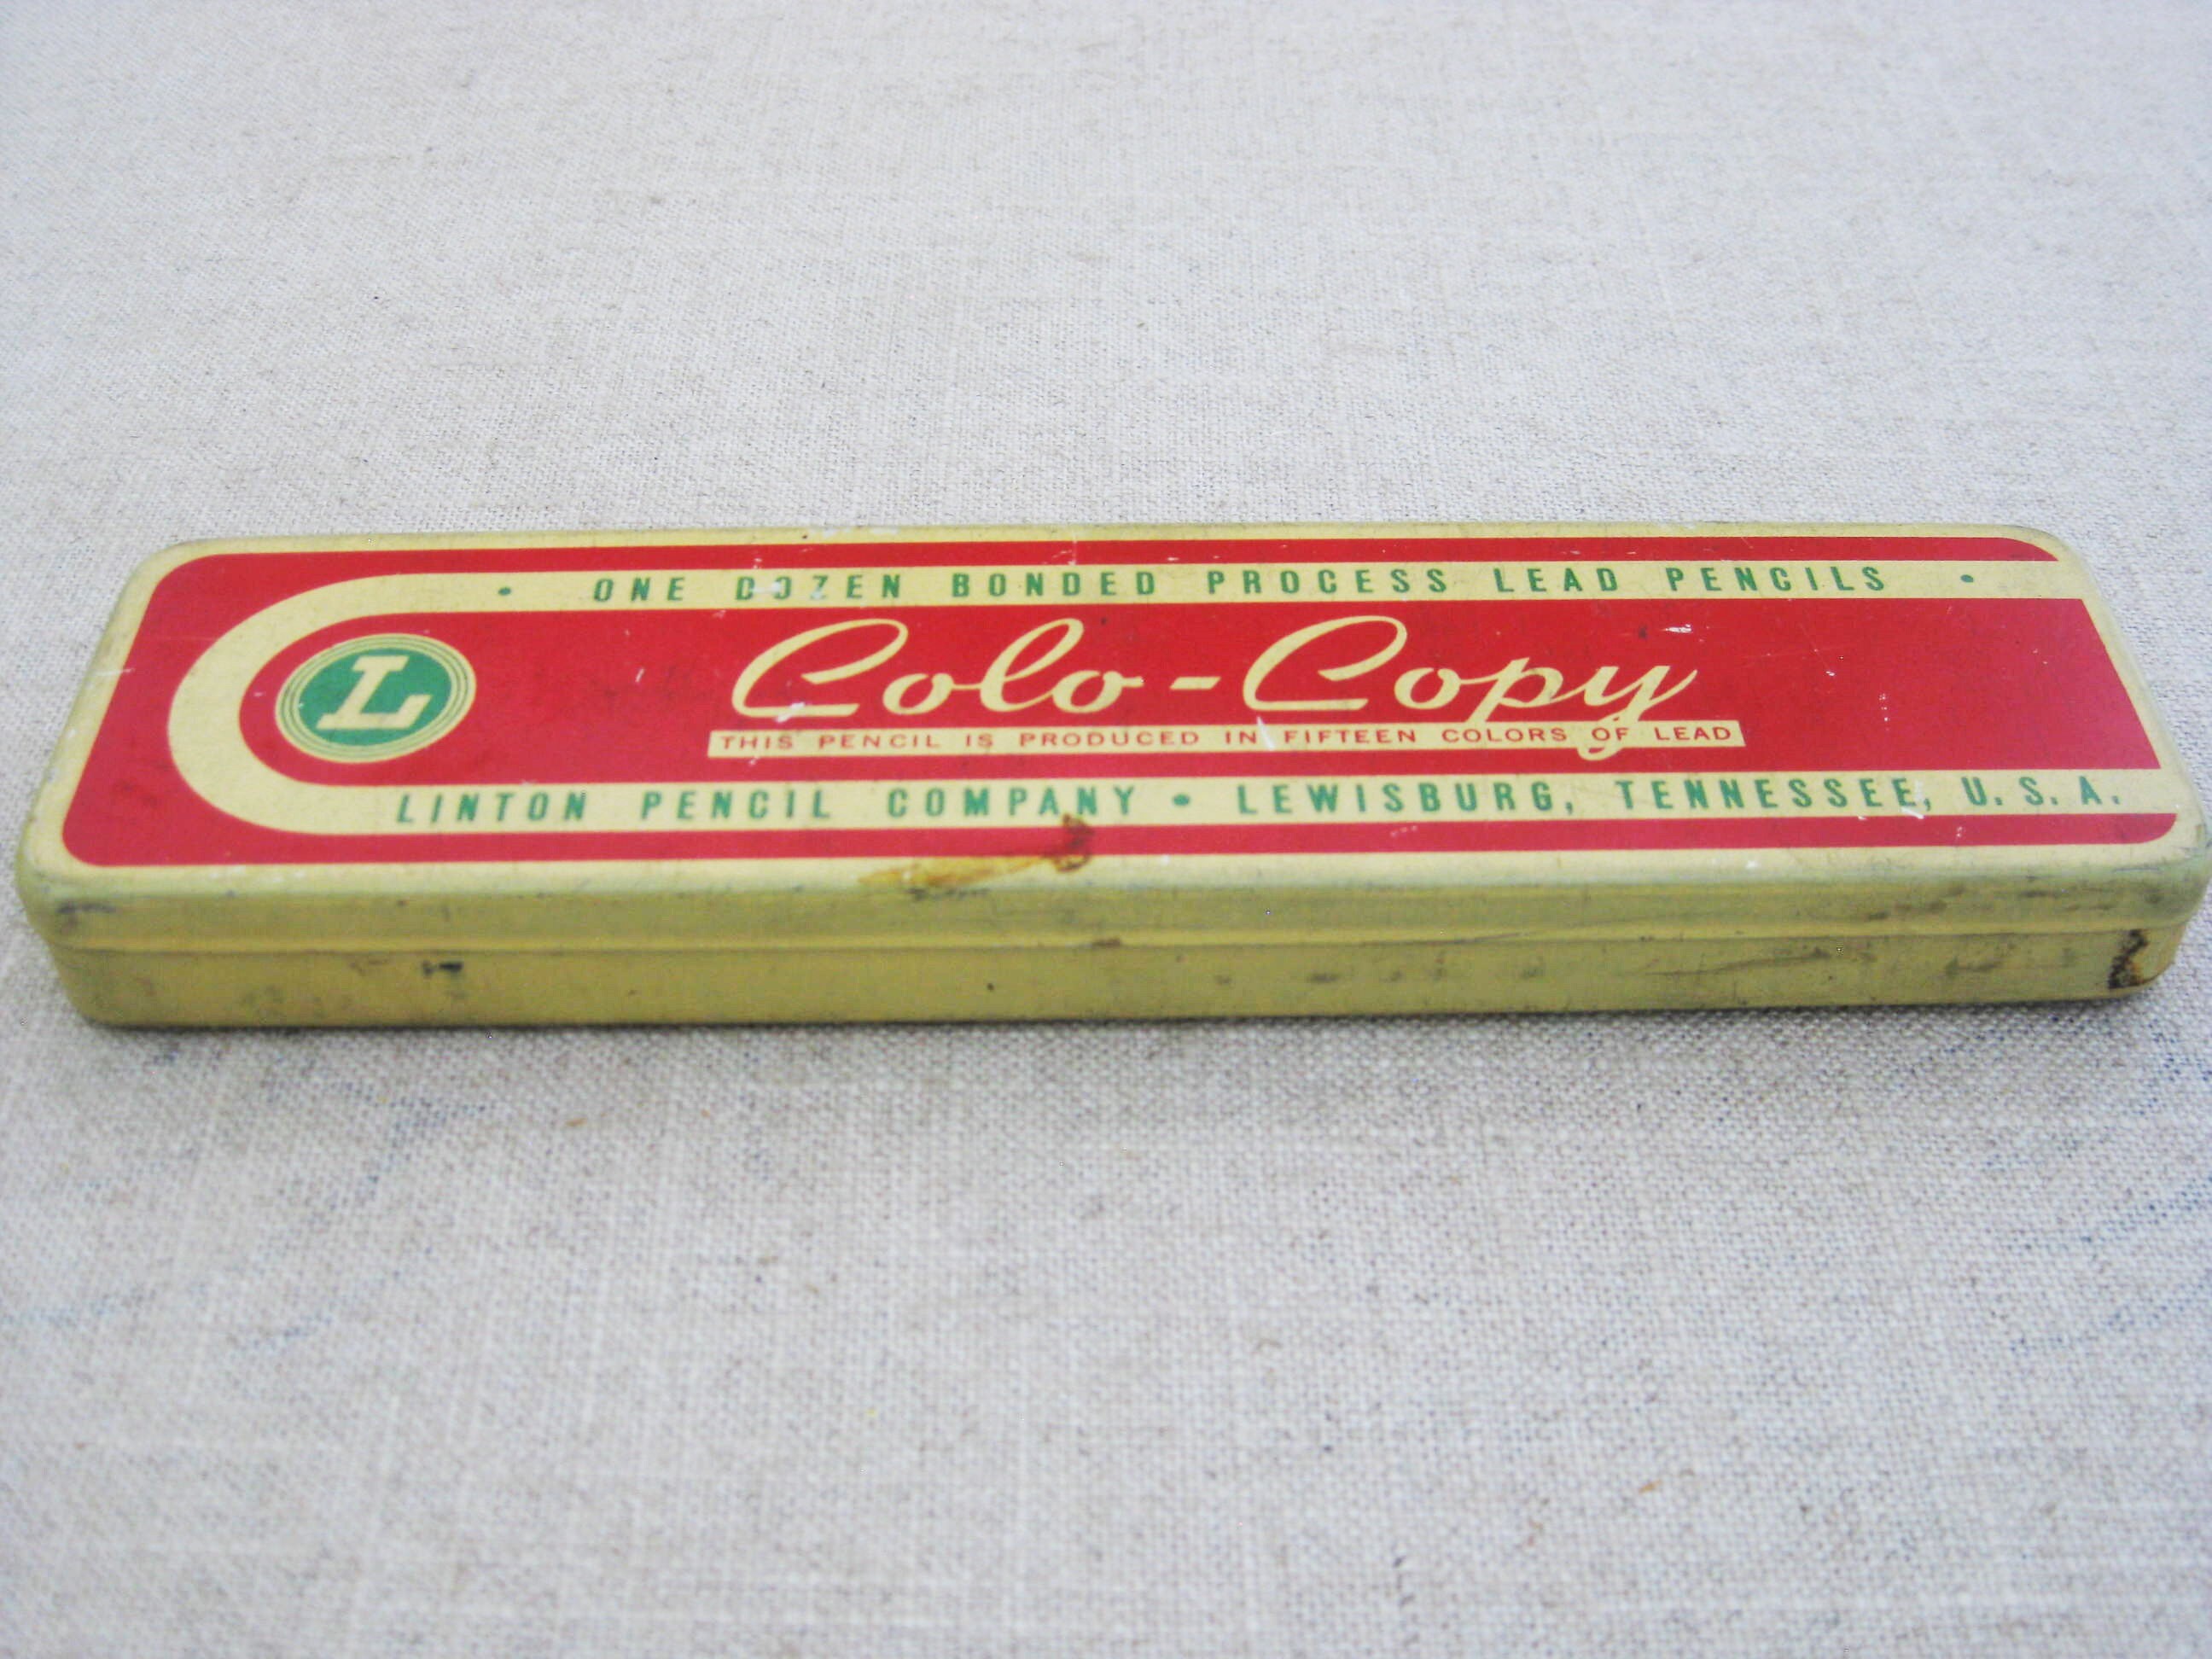 • ONE DOZEN BONDED PROCESS LEAD PENCILS •
L
Colo-Copy
THIS PENCIL IS PRODUCED IN FIFTEEN COLORS OF LEAD
LINTON PENCIL COMPANY • LEWISBURG, TENNESSEE, U.S.A.